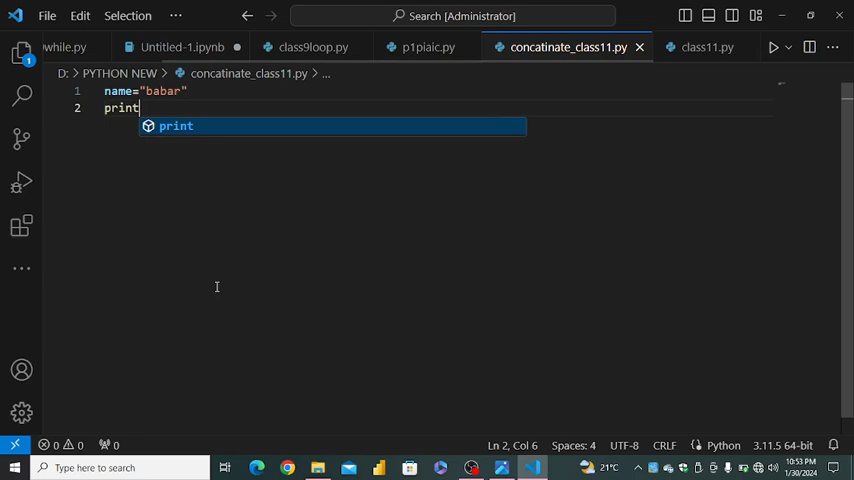 File Edit Selection ··· Search [Administrator]
while.py Untitled-1.ipynb class9loop.py p1piaic.py concatinate_class11.py class11.py
D: > PYTHON NEW > concatinate_class11.py > ...
1 name="babar"
2 print
print
1
0 0 0 Ln 2, Col 6 Spaces: 4 UTF-8 CRLF Python 3.11.5 64-bit
Type here to search 21°C 10:53 PM
1/30/2024